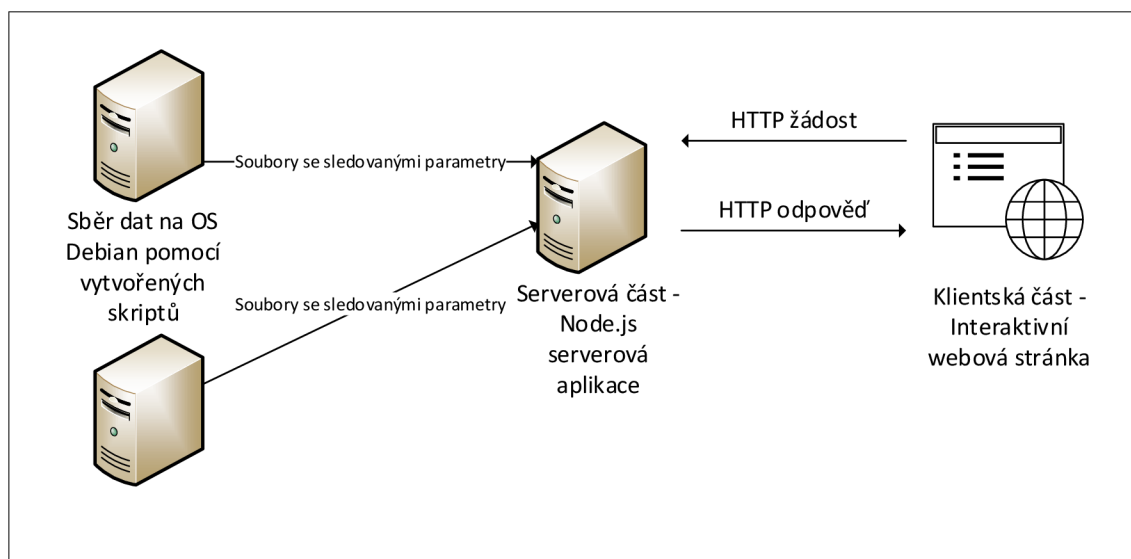 Sběr dat na OS
Debian pomocí
vytvořených
skriptů
Soubory se sledovanými parametry
Soubory se sledovanými parametry
Serverová část -
Node.js
serverová
aplikace
HTTP žádost
HTTP odpověď
Klientská část -
Interaktivní
webová stránka